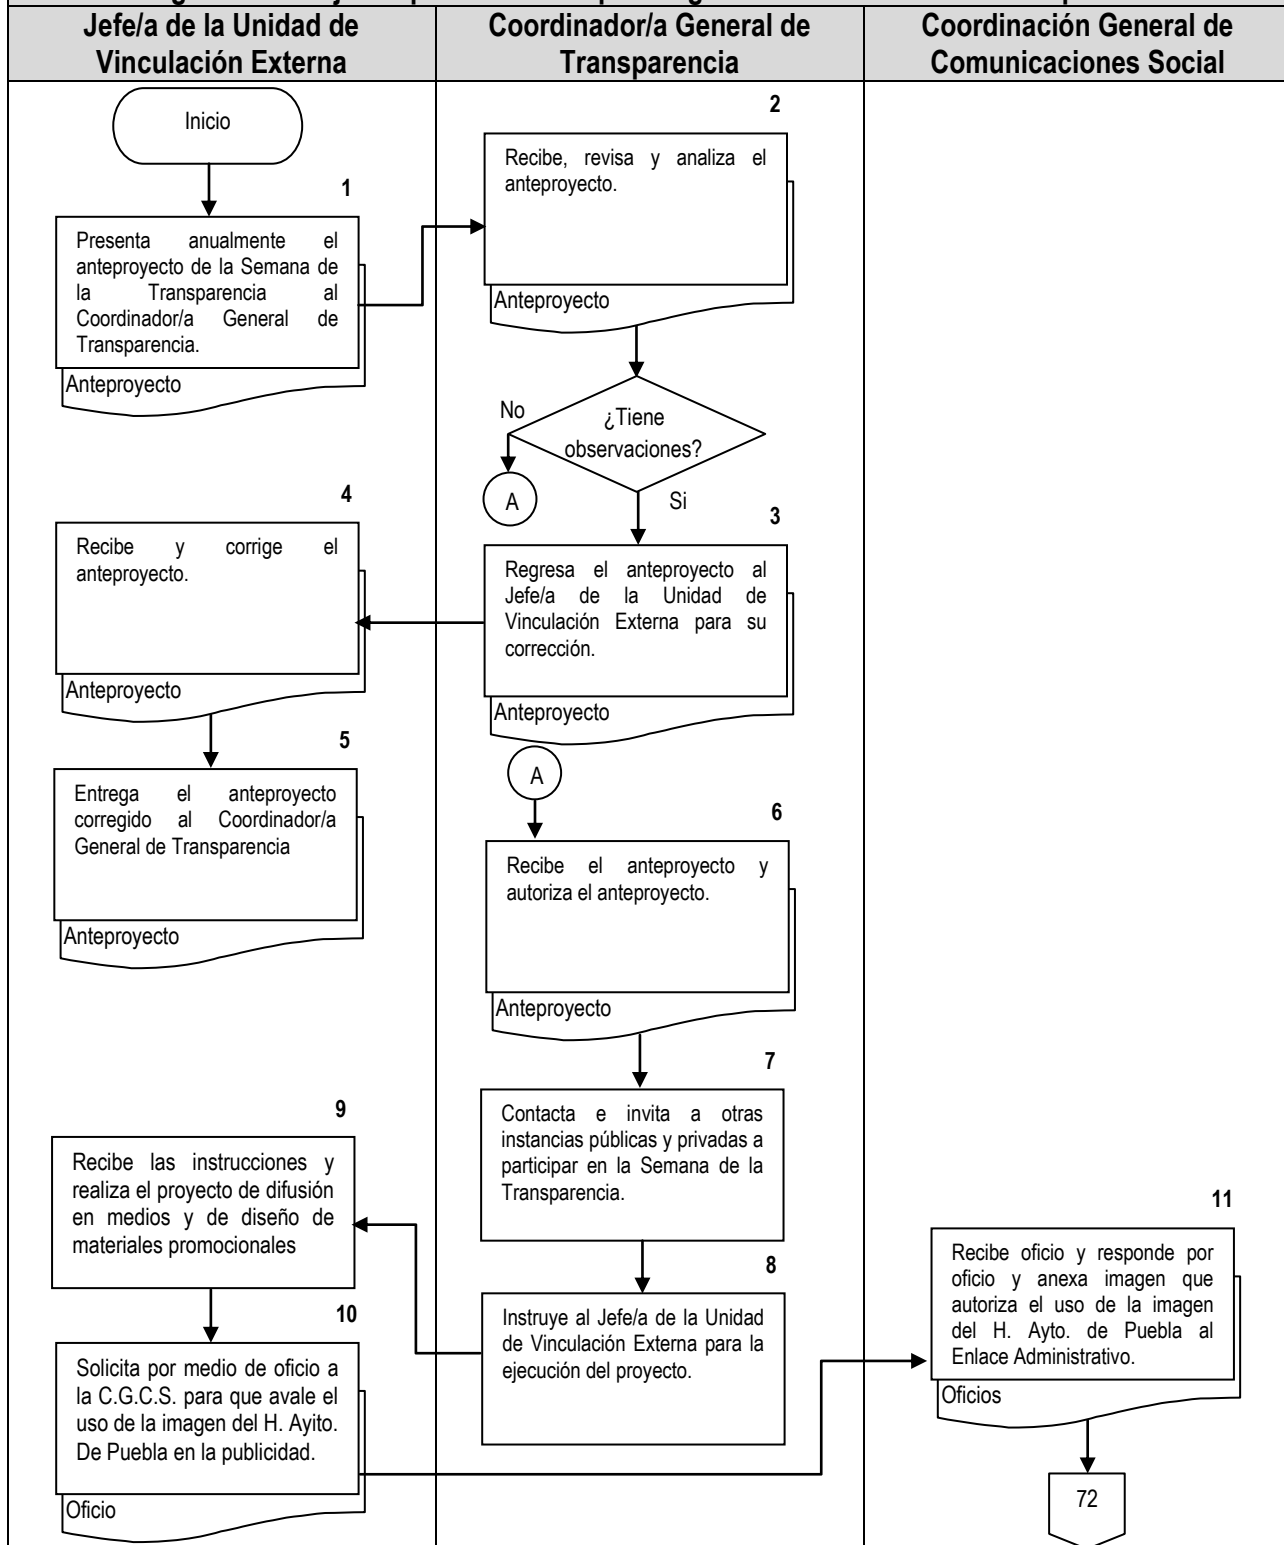 Jefe/a de la Unidad de
Vinculación Externa
Coordinador/a General de
Transparencia
Coordinación General de
Comunicaciones Social
Inicio
1
Presenta anualmente el
anteproyecto de la Semana de
la Transparencia al
Coordinador/a General de
Transparencia.
Anteproyecto
2
Recibe, revisa y analiza el
anteproyecto.
Anteproyecto
¿Tiene
observaciones?
No
A
Si
3
Regresa el anteproyecto al
Jefe/a de la Unidad de
Vinculación Externa para su
corrección.
Anteproyecto
4
Recibe y corrige el
anteproyecto.
Anteproyecto
5
Entrega el anteproyecto
corregido al Coordinador/a
General de Transparencia
Anteproyecto
A
6
Recibe el anteproyecto y
autoriza el anteproyecto.
Anteproyecto
7
Contacta e invita a otras
instancias públicas y privadas a
participar en la Semana de la
Transparencia.
8
Instruye al Jefe/a de la Unidad
de Vinculación Externa para la
ejecución del proyecto.
9
Recibe las instrucciones y
realiza el proyecto de difusión
en medios y de diseño de
materiales promocionales
10
Solicita por medio de oficio a
la C.G.C.S. para que avale el
uso de la imagen del H. Ayito.
De Puebla en la publicidad.
Oficio
11
Recibe oficio y responde por
oficio y anexa imagen que
autoriza el uso de la imagen
del H. Ayto. de Puebla al
Enlace Administrativo.
Oficios
72